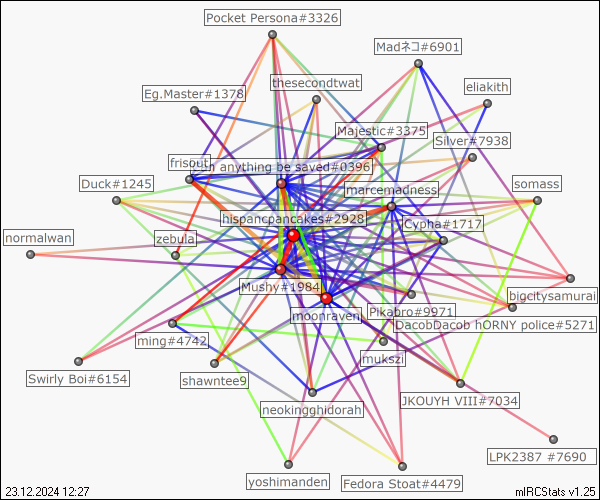 Pocket Persona#3326
Madネコ#6901
thesecondtwat
eliakith
Eg.Master#1378
Majestic#3375
Silver#7938
frisout
anything be saved#0396
Duck#1245
marcemadness
somass
hispancpancakes#2928
Cypha#1717
normalwan
zebula
Mushy#1984
bigcitysamurai
moonraven
Pikabro#9971
DacobDacob hORNY police#5271
ming#4742
mukszi
Swirly Boi#6154
shawntee9
JKOUYH VIII#7034
neokingghidorah
LPK2387 #7690
yoshimanden
Fedora Stoat#4479
23.12.2024 12:27
mIRCStats v1.25